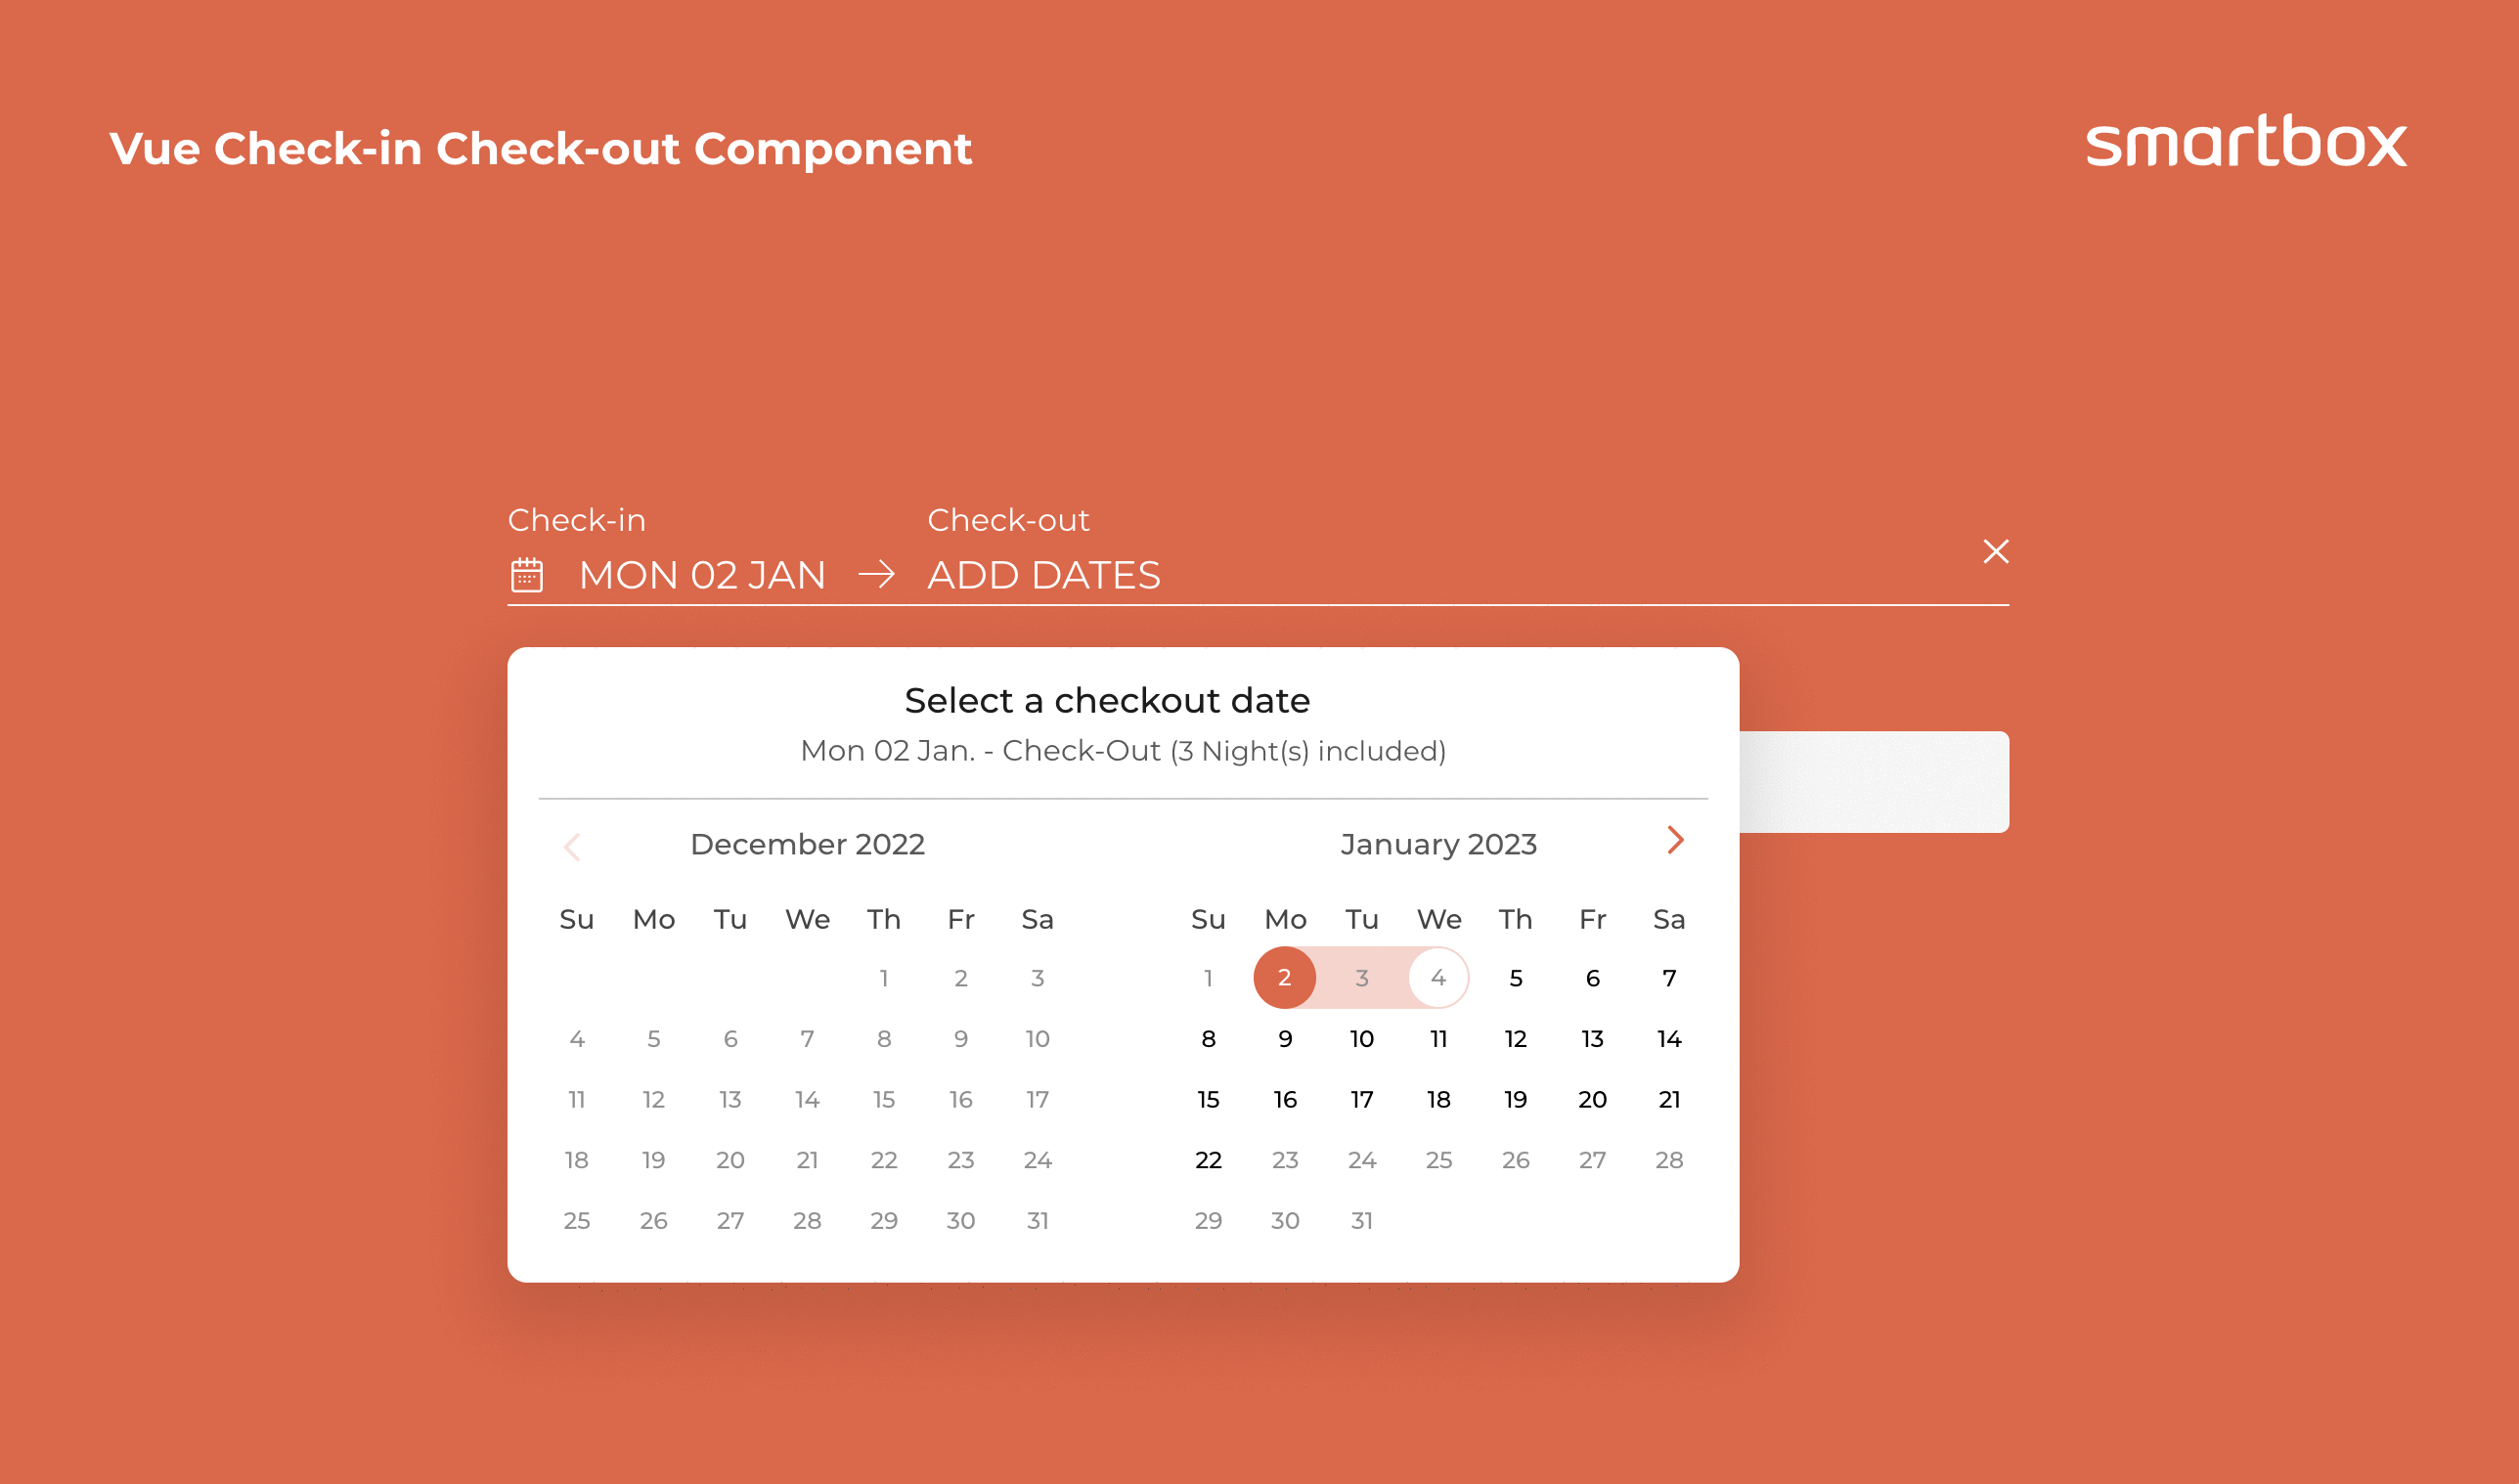 Vue Check-in Check-out Component
smartbox
Check-in
Check-out
MON 02 JAN
ADD DATES
Select a checkout date
Mon 02 Jan. - Check-Out (3 Night(s) included)
December 2022
Su Mo Tu We Th Fr Sa
1 2 3
4 5 6 7 8 9 10
11 12 13 14 15 16 17
18 19 20 21 22 23 24
25 26 27 28 29 30 31
January 2023
Su Mo Tu We Th Fr Sa
1 2 3 4 5 6 7
8 9 10 11 12 13 14
15 16 17 18 19 20 21
22 23 24 25 26 27 28
29 30 31